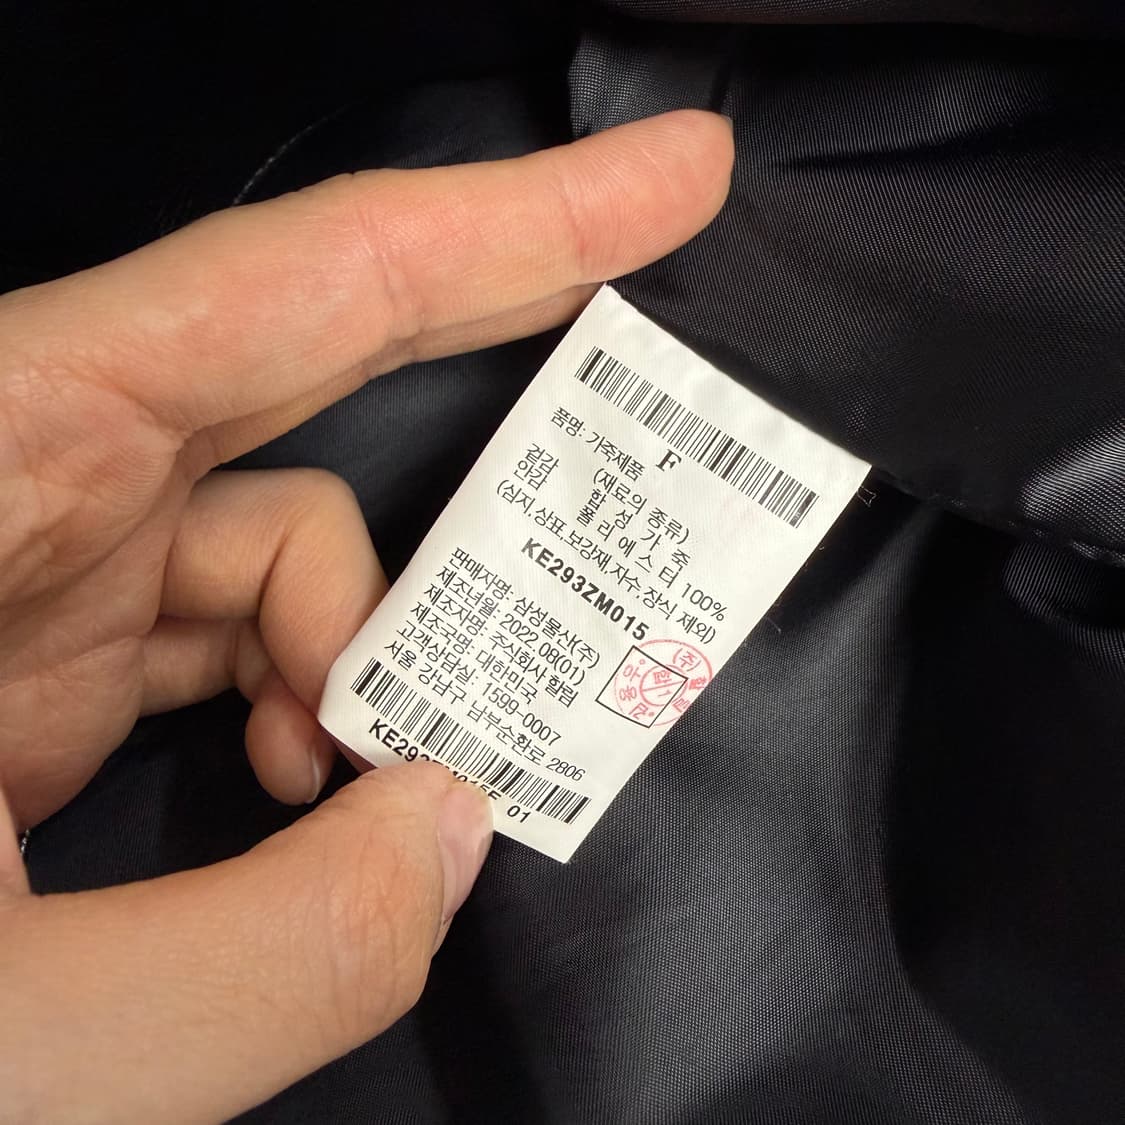 F
품명: 가죽제품
(재료의 종류)
겉감 합 성 가 죽
안감 폴 리 에 스 터 100%
(심지,상표,보강재,자수,장식 제외)
KE293ZM015
판매자명: 삼성물산(주)
제조년월: 2022.08(01)
제조자명: 주식회사 할림
제조국명: 대한민국
고객상담실: 1599-0007
서울 강남구 남부순환로 2806
01